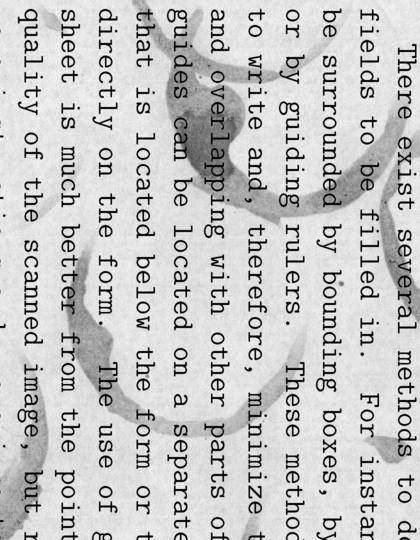 There exist several methods to de
fields to be filled in. For instan
be surrounded by bounding boxes, by
or by guiding rulers. These method
to write and, therefore, minimize t
and overlapping with other parts of
guides can be located on a separate
that is located below the form or t
directly on the form. The use of g
sheet is much better from the point
quality of the scanned image, but r